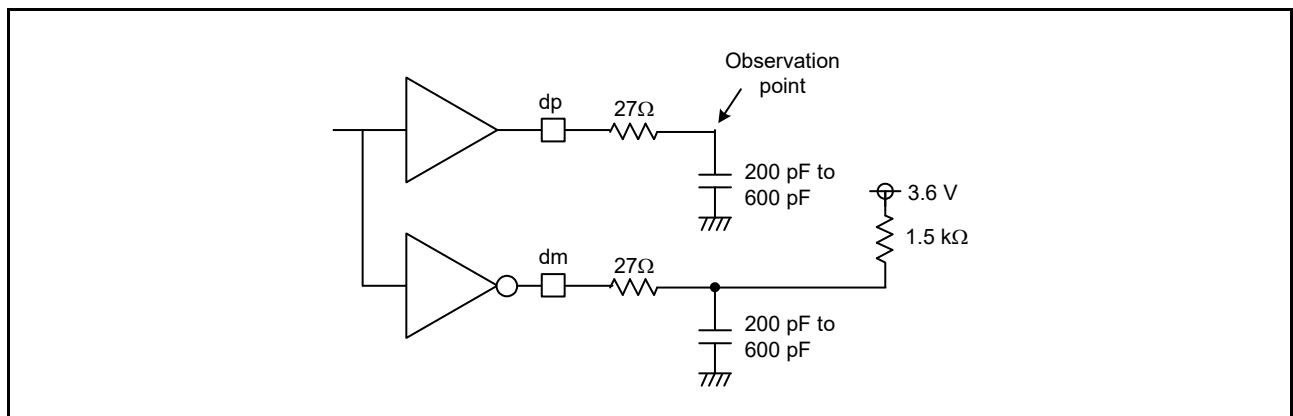 Observation
point
dp
27Ω
200 pF to
600 pF
3.6 V
1.5 kΩ
dm
27Ω
200 pF to
600 pF